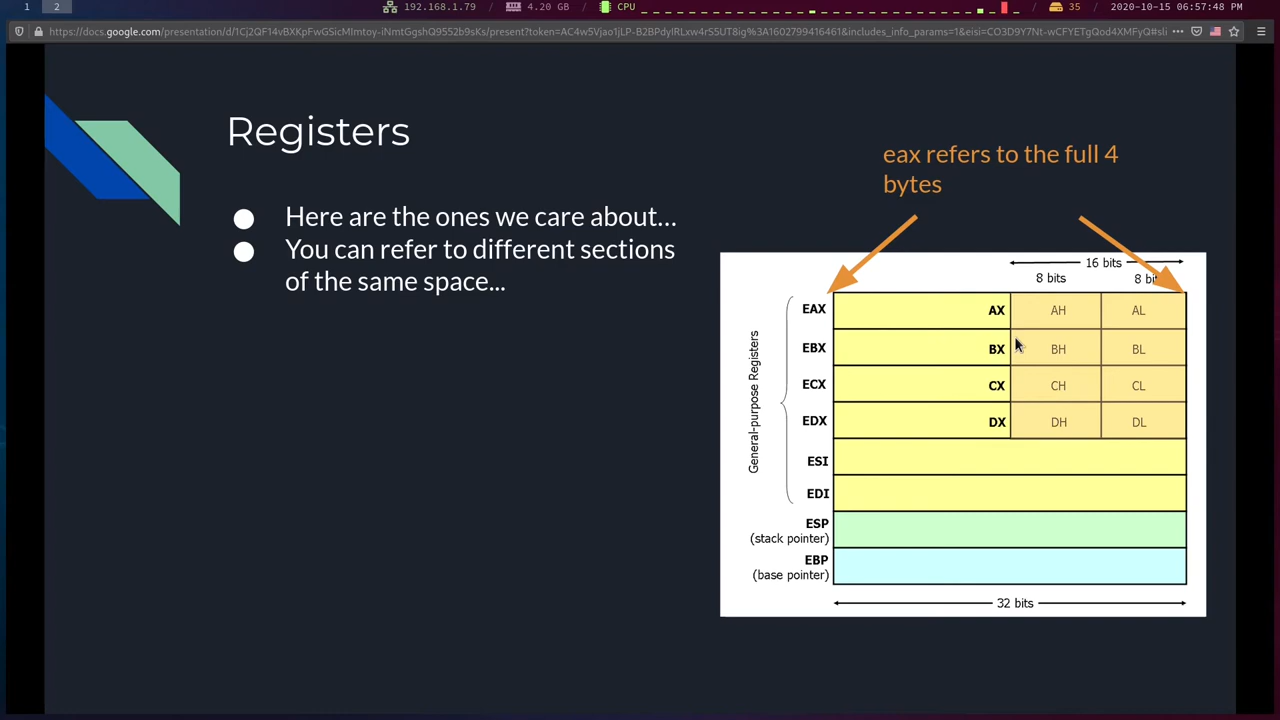 1 2 192.168.1.79 / 4.20 GB / CPU / 35 / 2020-10-15 06:57:48 PM
Registers
● Here are the ones we care about...
● You can refer to different sections
of the same space...
eax refers to the full 4
bytes
16 bits
8 bits 8 bit
General-purpose Registers
EAX AX AH AL
EBX BX BH BL
ECX CX CH CL
EDX DX DH DL
ESI
EDI
ESP
(stack pointer)
EBP
(base pointer)
32 bits